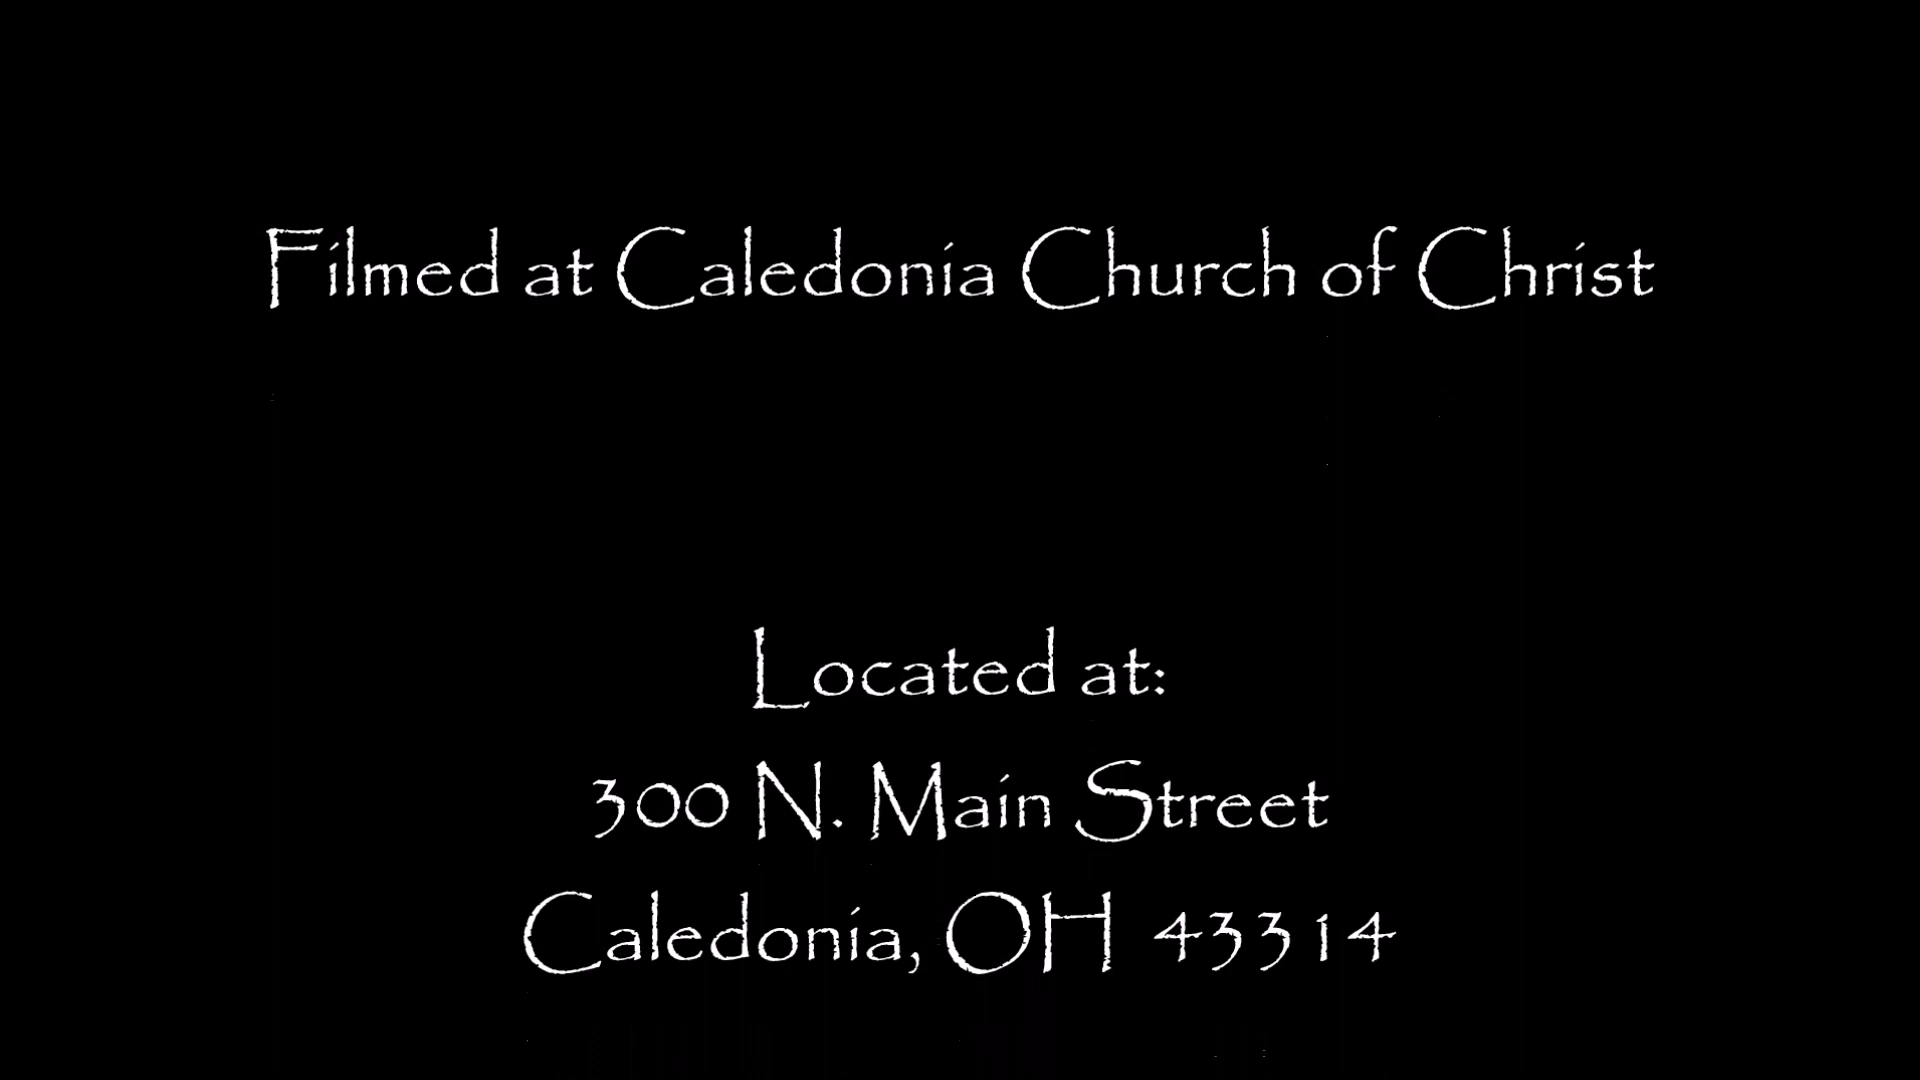 Filmed at Caledonia Church of Christ
Located at:
300 N. Main Street
Caledonia, OH 43314